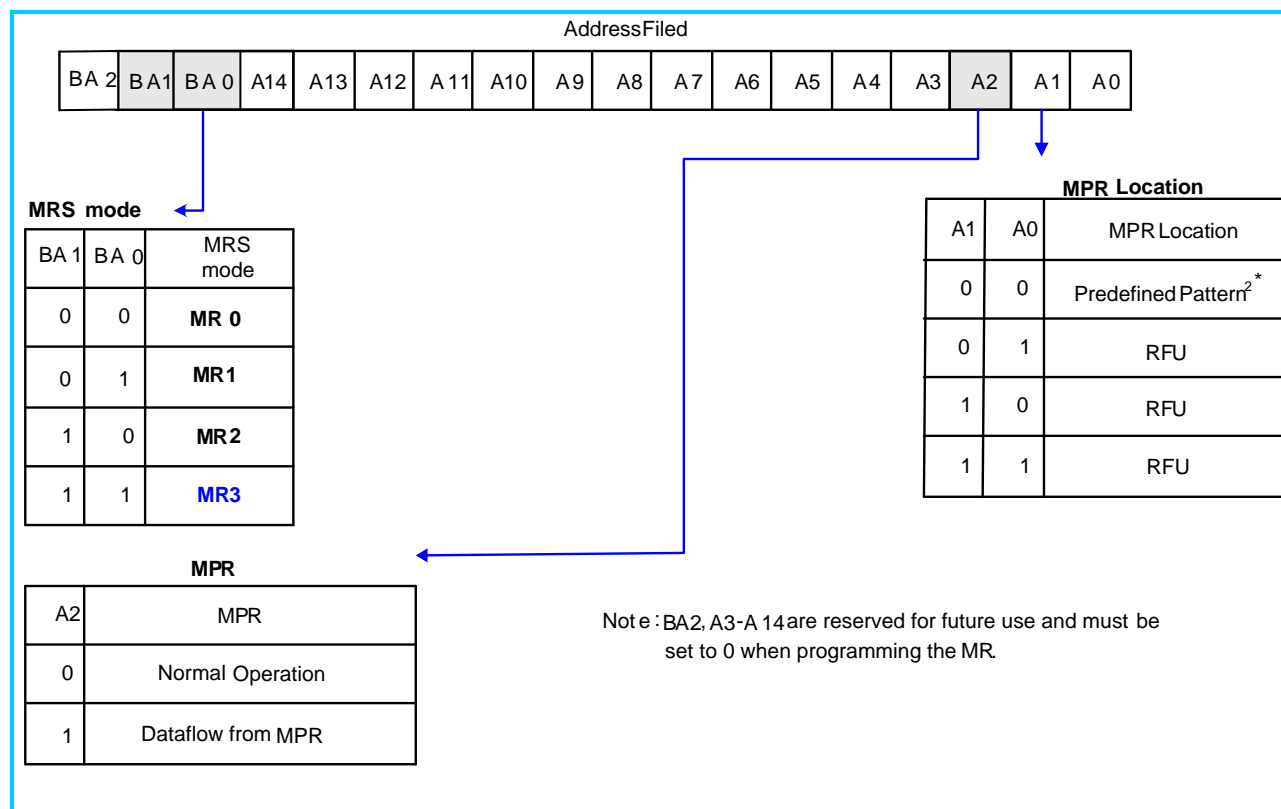 AddressFiled
BA 2 BA1 BA 0 A14 A13 A12 A 11 A10 A 9 A8 A 7 A6 A5 A 4 A3 A2 A 1 A 0
MRS mode
BA 1 BA 0 MRS mode
0 0 MR 0
0 1 MR1
1 0 MR 2
1 1 MR3
MPR Location
A1 A0 MPR Location
0 0 Predefined Pattern2*
0 1 RFU
1 0 RFU
1 1 RFU
MPR
A2 MPR
0 Normal Operation
1 Dataflow from MPR
Note : BA2, A3-A 14 are reserved for future use and must be
set to 0 when programming the MR.